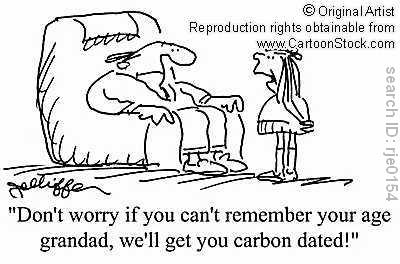 © Original Artist
Reproduction rights obtainable from
www.CartoonStock.com
search ID: rje0154
"Don't worry if you can't remember your age
grandad, we'll get you carbon dated!"